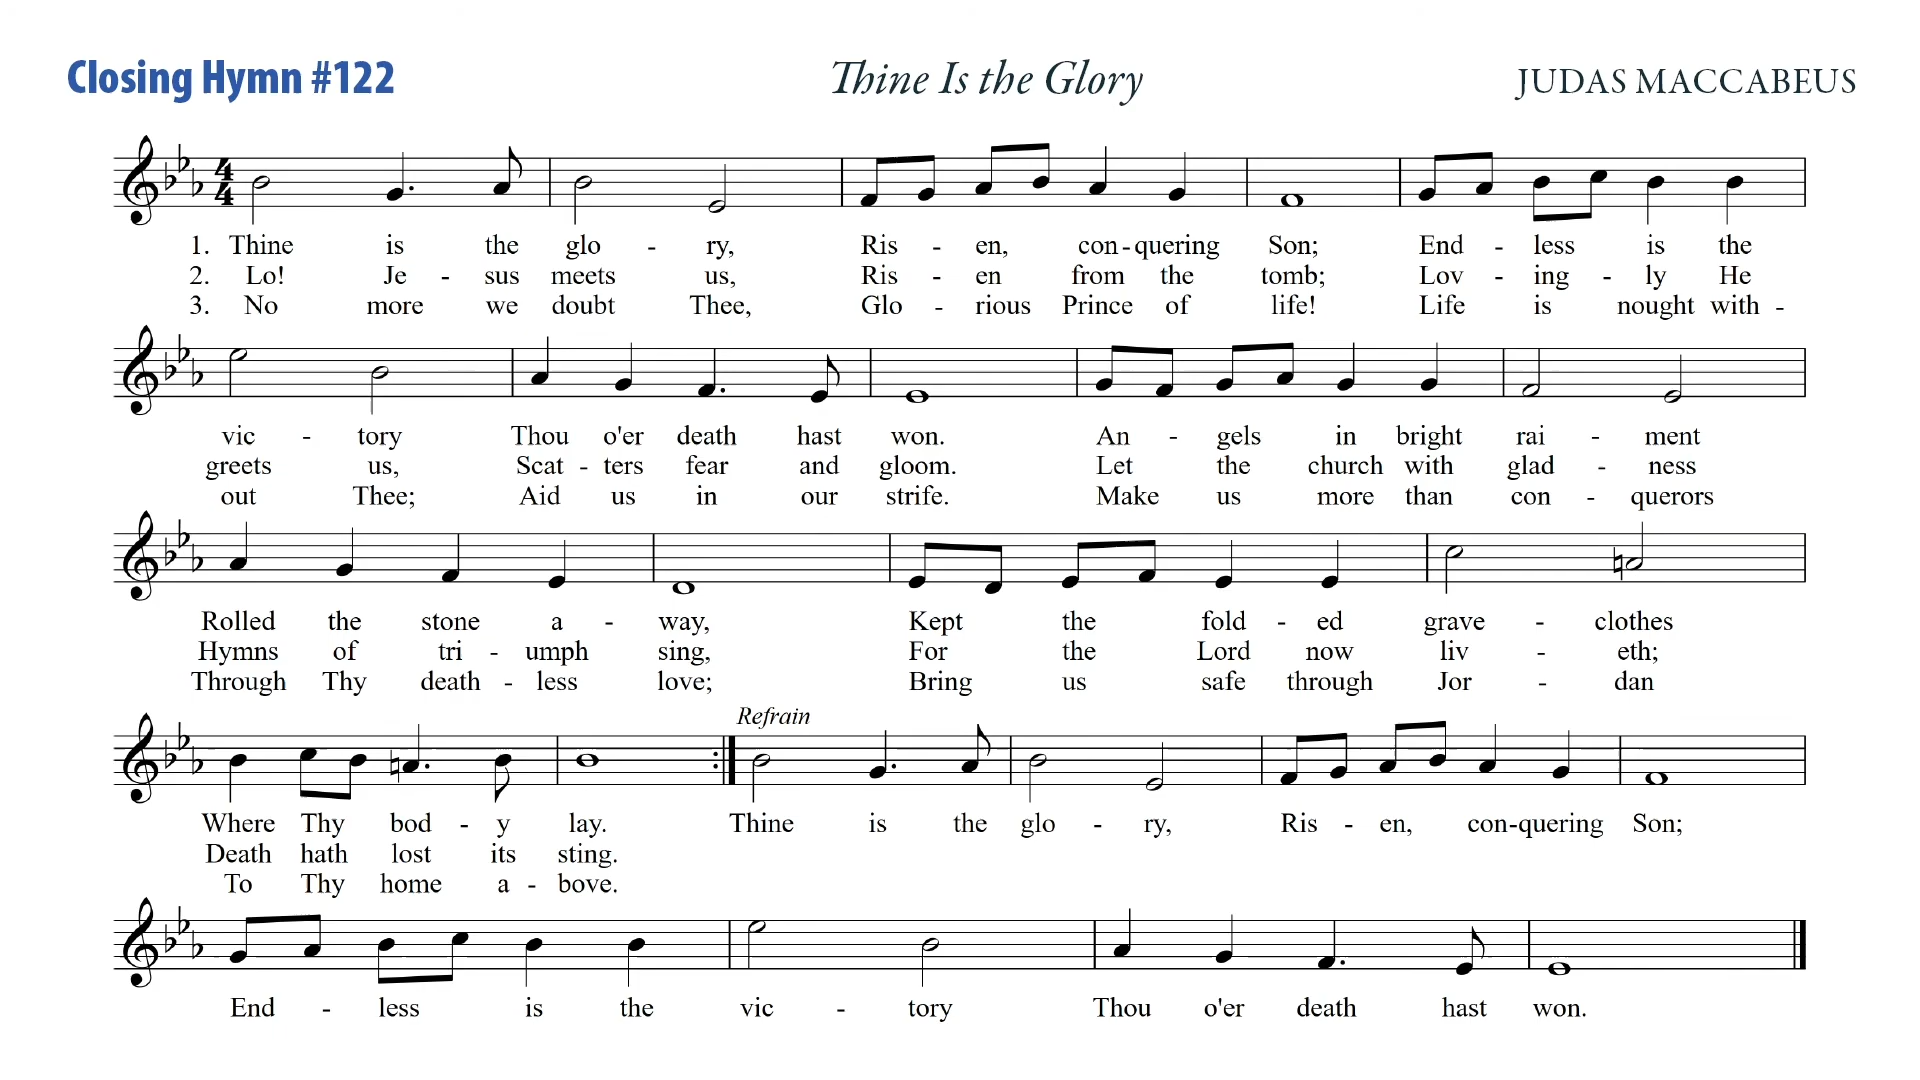 Closing Hymn #122
Thine Is the Glory
JUDAS MACCABEUS
4
4
1. Thine is the glo - ry, Ris - en, con - quering Son; End - less is the
2. Lo! Je - sus meets us, Ris - en from the tomb; Lov - ing - ly He
3. No more we doubt Thee, Glo - rious Prince of life! Life is nought with -
vic - tory Thou o'er death hast won. An - gels in bright rai - ment
greets us, Scat - ters fear and gloom. Let the church with glad - ness
out Thee; Aid us in our strife. Make us more than con - querors
Rolled the stone a - way, Kept the fold - ed grave - clothes
Hymns of tri - umph sing, For the Lord now liv - eth;
Through Thy death - less love; Bring us safe through Jor - dan
Refrain
Where Thy bod - y lay. Thine is the glo - ry, Ris - en, con-quering Son;
Death hath lost its sting.
To Thy home a - bove.
End - less is the vic - tory Thou o'er death hast won.